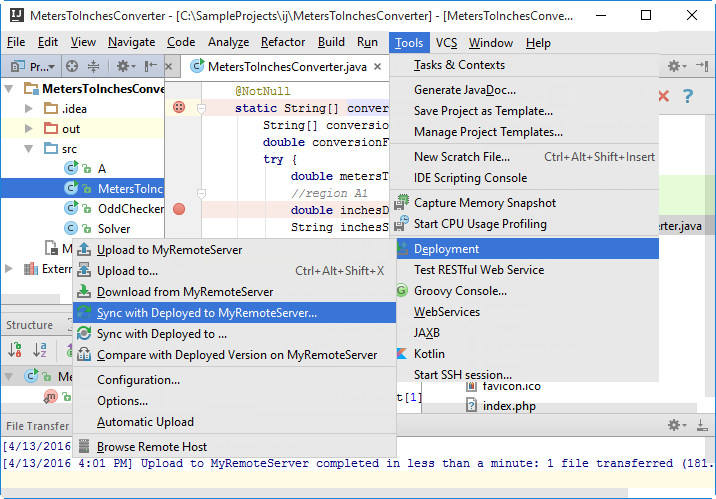 MetersToInchesConverter - [C:\SampleProjects\ij\MetersToInchesConverter] - [MetersToInchesConve...
File Edit View Navigate Code Analyze Refactor Build Run Tools VCS Window Help
Pr...
MetersToInchesConverter.java
MetersToInchesConve
.idea
out
src
A
MetersToInc
OddChecker
Solver
M
Extern
@NotNull
static String[] conver
String[] conversion
double conversionF
try {
double metersT
//region A1
double inchesD
String inchesS
Tasks & Contexts
Generate JavaDoc...
Save Project as Template...
Manage Project Templates...
New Scratch File... Ctrl+Alt+Shift+Insert
IDE Scripting Console
Capture Memory Snapshot
Start CPU Usage Profiling
Deployment
Test RESTful Web Service
Groovy Console...
WebServices
JAXB
Kotlin
Start SSH session...
erter.java
Upload to MyRemoteServer
Upload to... Ctrl+Alt+Shift+X
Download from MyRemoteServer
Sync with Deployed to MyRemoteServer...
Sync with Deployed to ...
Compare with Deployed Version on MyRemoteServer
Configuration...
Options...
Automatic Upload
Browse Remote Host
Structure
Me
t[1]
favicon.ico
index.php
File Transfer
[4/13/2016
[4/13/2016 4:01 PM] Upload to MyRemoteServer completed in less than a minute: 1 file transferred (181.